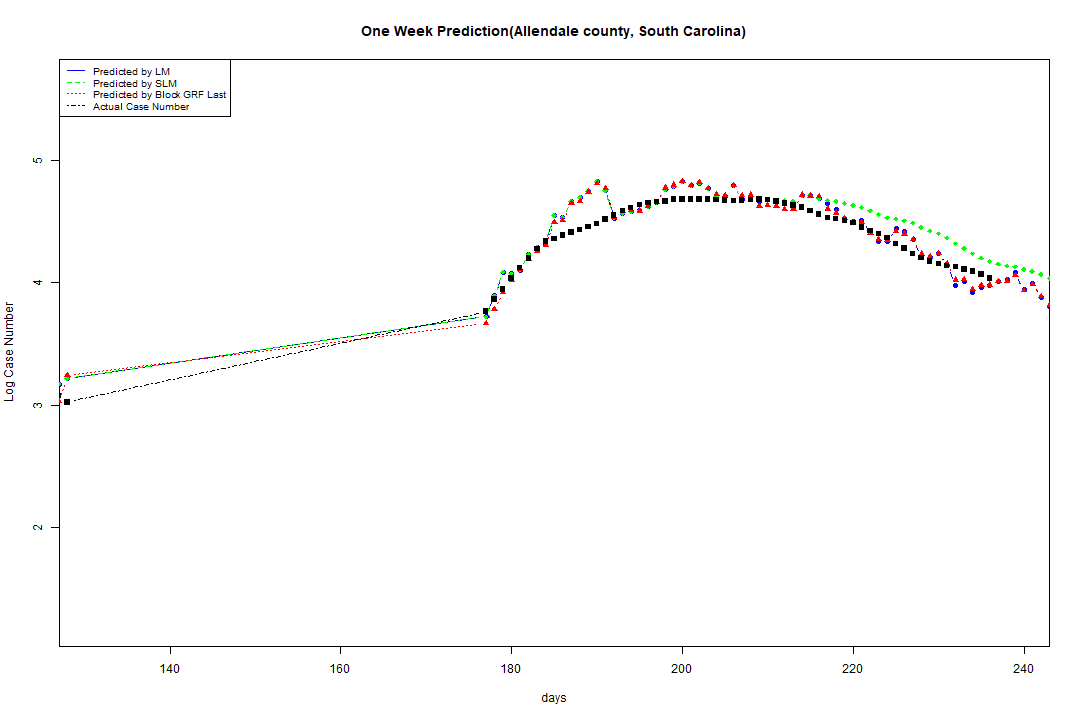 One Week Prediction(Allendale county, South Carolina)
Predicted by LM
Predicted by SLM
Predicted by Block GRF Last
Actual Case Number
5
4
3
2
Log Case Number
140 160 180 200 220 240
days